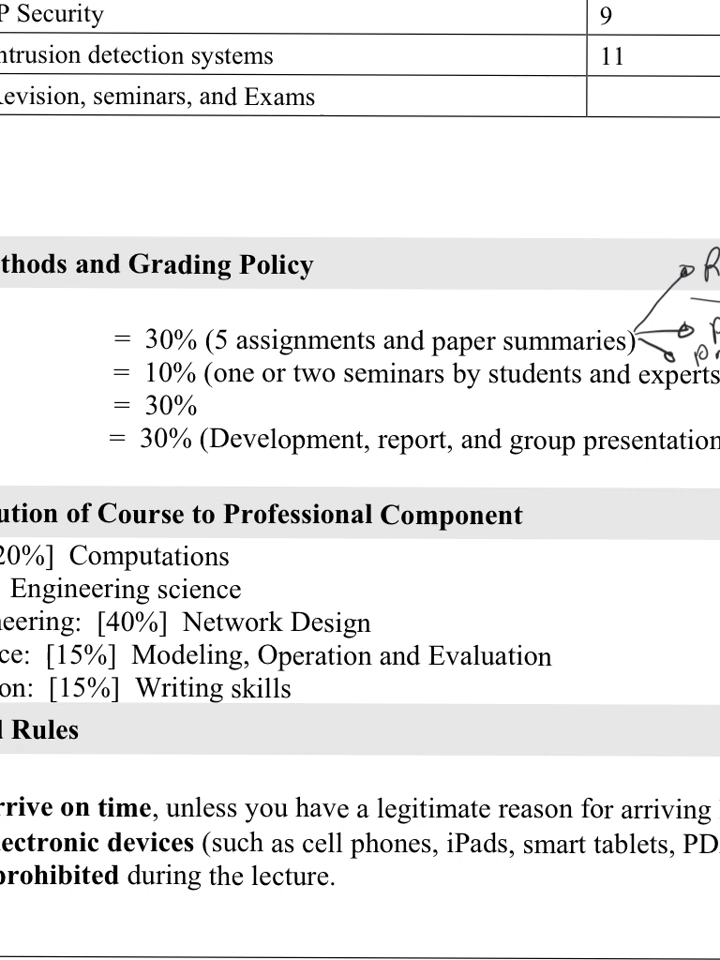 P Security 9
ntrusion detection systems 11
evision, seminars, and Exams
thods and Grading Policy
= 30% (5 assignments and paper summaries)
= 10% (one or two seminars by students and experts
= 30%
= 30% (Development, report, and group presentation
ution of Course to Professional Component
20%] Computations
Engineering science
neering: [40%] Network Design
ce: [15%] Modeling, Operation and Evaluation
on: [15%] Writing skills
l Rules
rrive on time, unless you have a legitimate reason for arriving
lectronic devices (such as cell phones, iPads, smart tablets, PD
prohibited during the lecture.